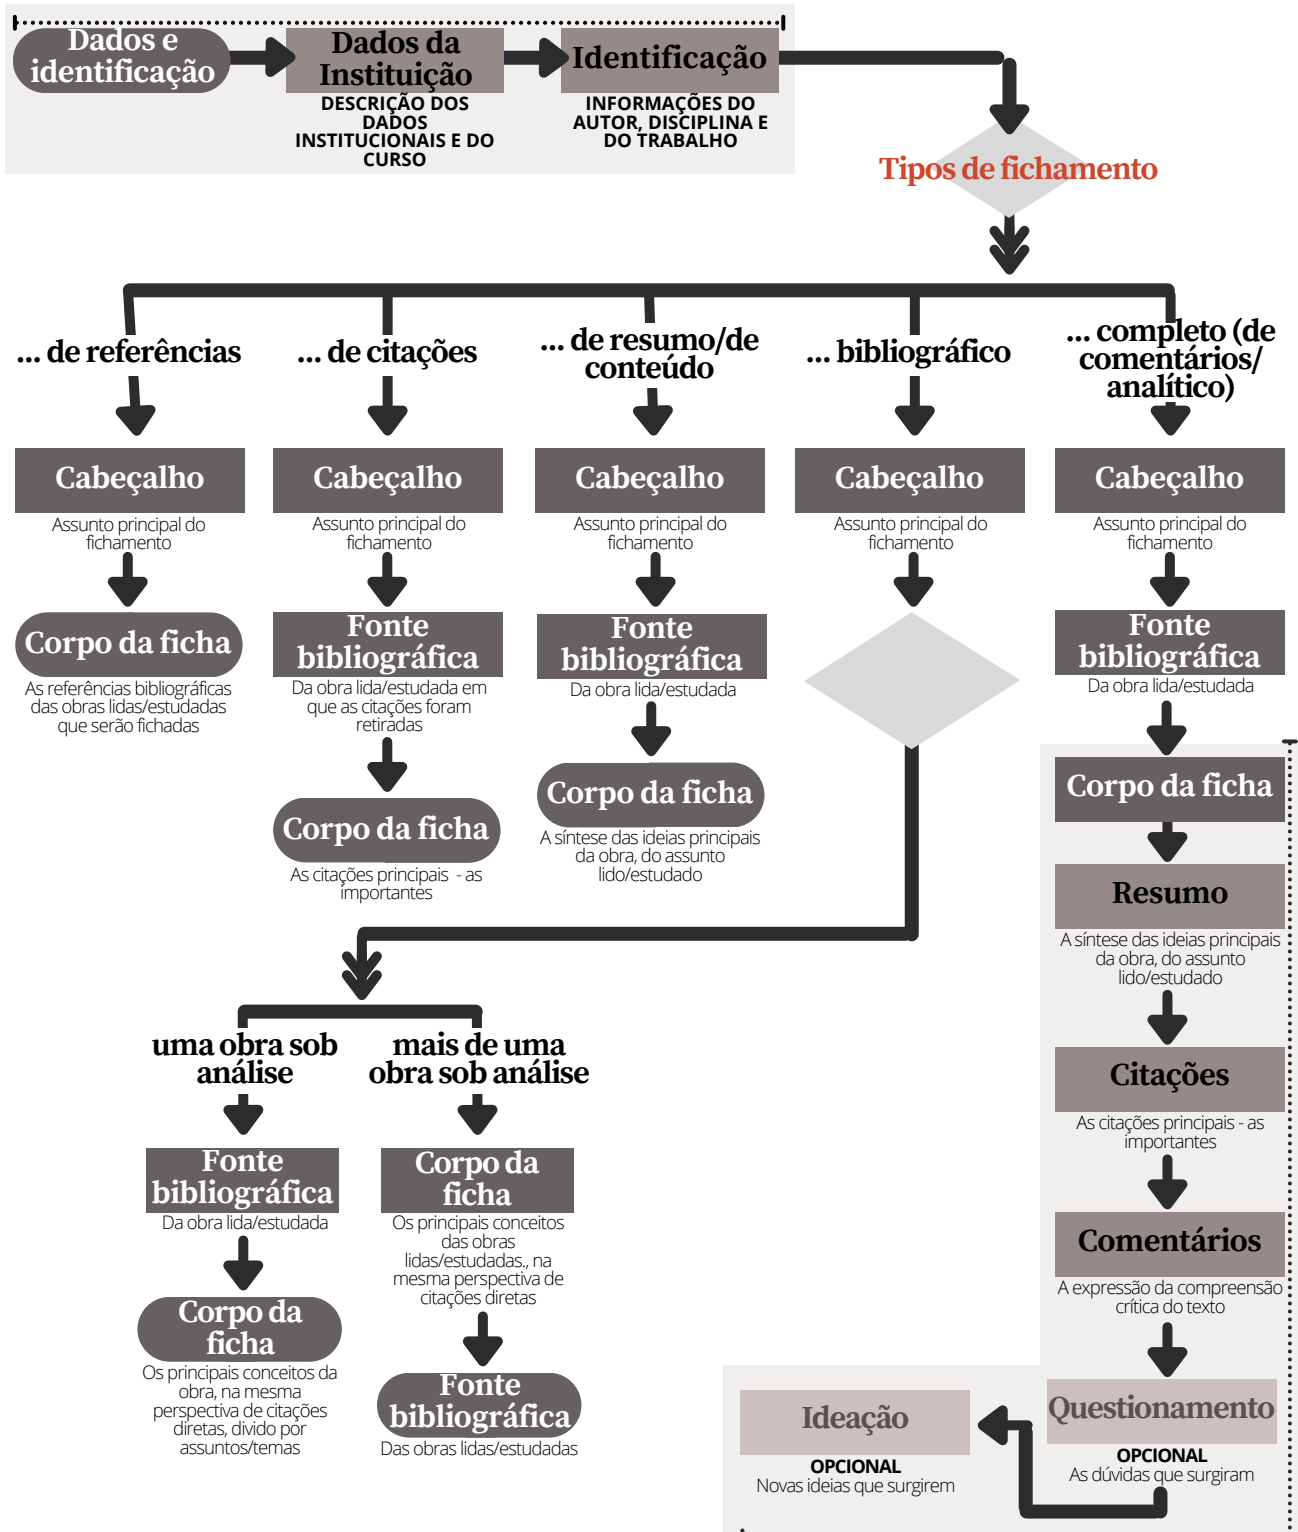 Dados e
identificação
Dados da
Instituição
DESCRIÇÃO DOS
DADOS
INSTITUCIONAIS E DO
CURSO
Identificação
INFORMAÇÕES DO
AUTOR, DISCIPLINA E
DO TRABALHO
Tipos de fichamento
... de referências
Cabeçalho
Assunto principal do
fichamento
Corpo da ficha
As referências bibliográficas
das obras lidas/estudadas
que serão fichadas
... de citações
Cabeçalho
Assunto principal do
fichamento
Fonte
bibliográfica
Da obra lida/estudada em
que as citações foram
retiradas
Corpo da ficha
As citações principais - as
importantes
... de resumo/de
conteúdo
Cabeçalho
Assunto principal do
fichamento
Fonte
bibliográfica
Da obra lida/estudada
Corpo da ficha
A síntese das ideias principais
da obra, do assunto
lido/estudado
... bibliográfico
Cabeçalho
Assunto principal do
fichamento
uma obra sob
análise
Fonte
bibliográfica
Da obra lida/estudada
Corpo da
ficha
Os principais conceitos da
obra, na mesma
perspectiva de citações
diretas, divido por
assuntos/temas
mais de uma
obra sob análise
Corpo da
ficha
Os principais conceitos
das obras
lidas/estudadas., na
mesma perspectiva de
citações diretas
Fonte
bibliográfica
Das obras lidas/estudadas
... completo (de
comentários/
analítico)
Cabeçalho
Assunto principal do
fichamento
Fonte
bibliográfica
Da obra lida/estudada
Corpo da ficha
Resumo
A síntese das ideias principais
da obra, do assunto
lido/estudado
Citações
As citações principais - as
importantes
Comentários
A expressão da compreensão
crítica do texto
Questionamento
OPCIONAL
As dúvidas que surgiram
Ideação
OPCIONAL
Novas ideias que surgirem